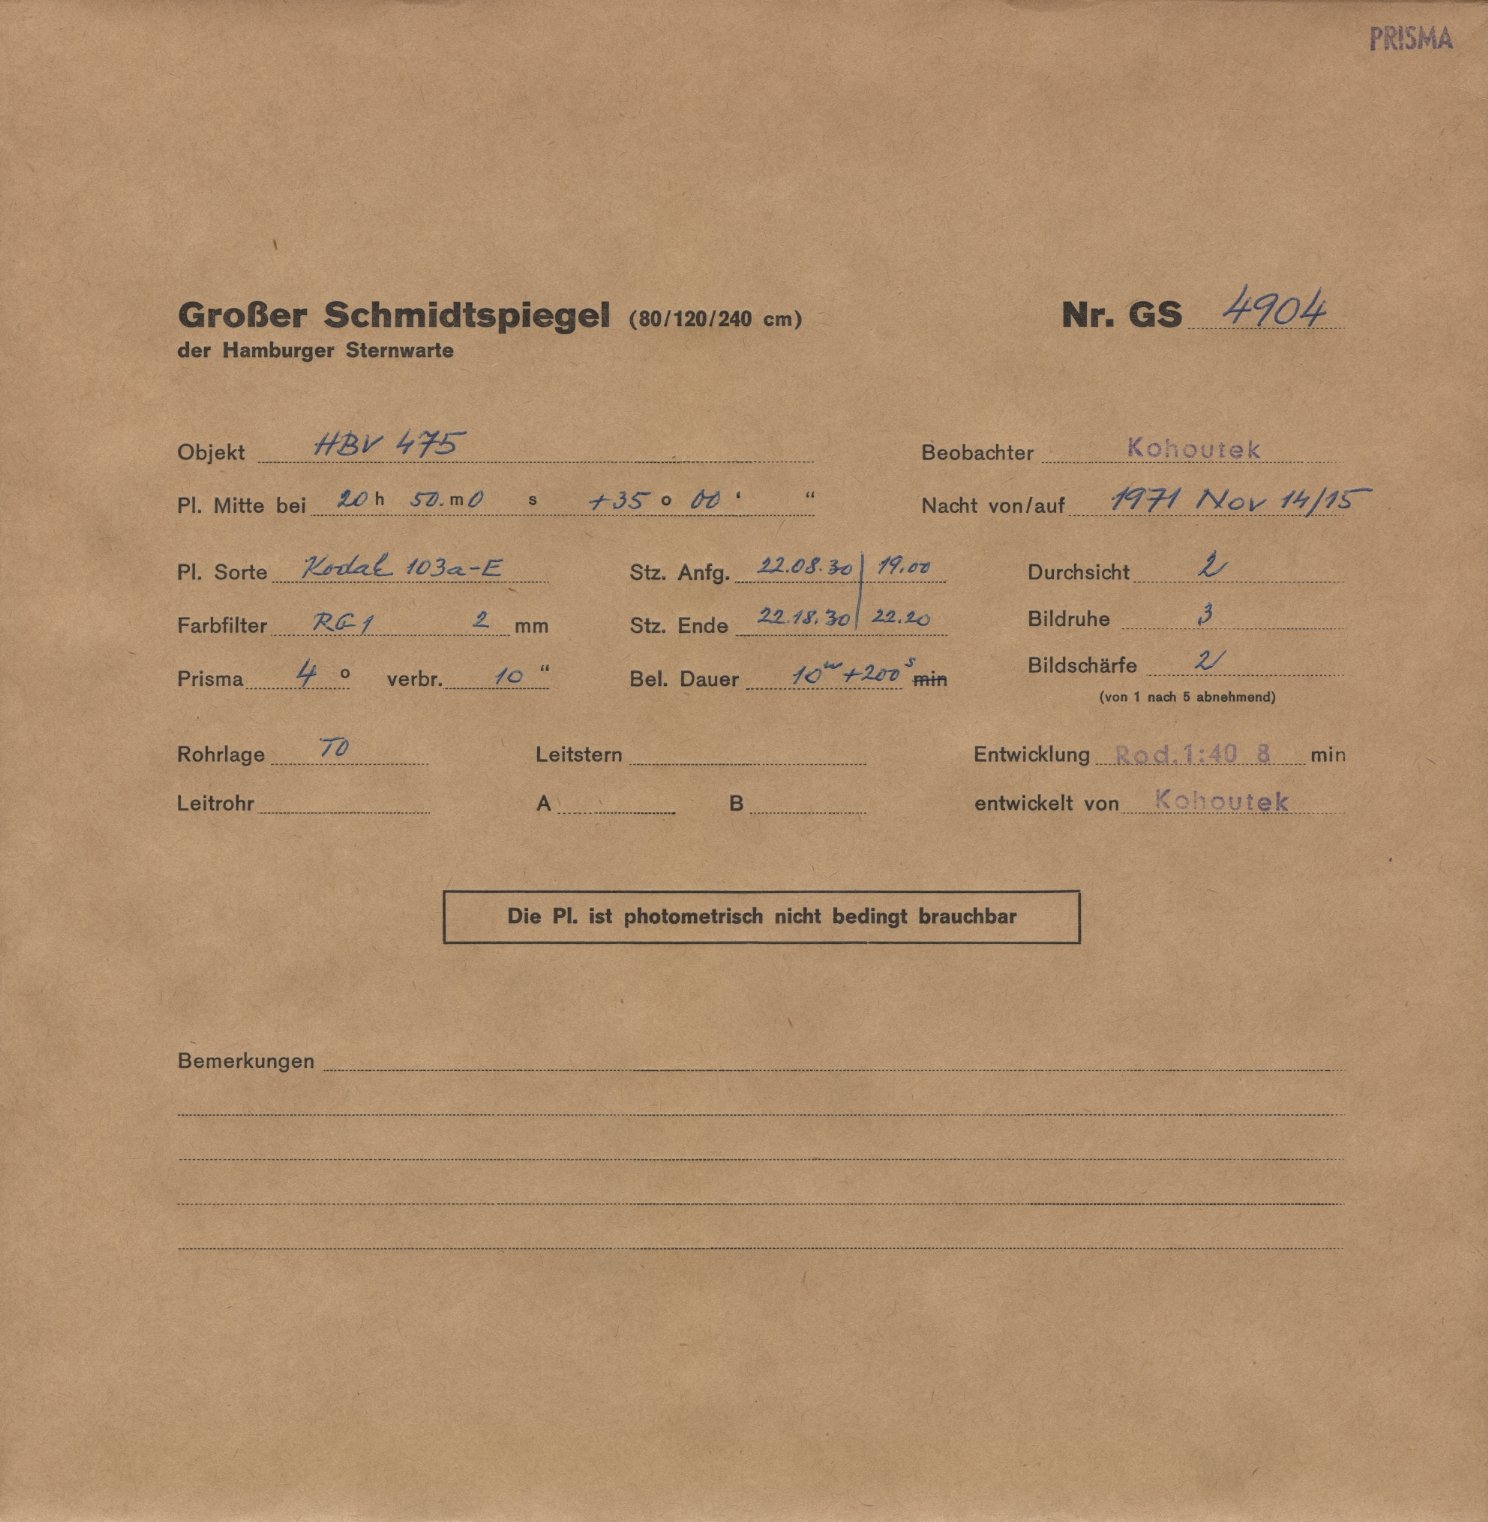 PRISMA
Großer Schmidtspiegel (80/120/240 cm) Nr. GS 4904
der Hamburger Sternwarte
Objekt HBV 475 Beobachter Kohoutek
Pl. Mitte bei 20 h 50. m 0 s +35 o 00 ' “ Nacht von/auf 1971 Nov 14/15
Pl. Sorte Kodak 103a-E Stz. Anfg. 22.08.30 | 19.00 Durchsicht 2
Farbfilter RG1 2 mm Stz. Ende 22.18.30 | 22.20 Bildruhe 3
Prisma 4 o verbr. 10 “ Bel. Dauer 10m+200s min Bildschärfe 2
(von 1 nach 5 abnehmend)
Rohrlage TO Leitstern Entwicklung Rod.1:40 8 min
Leitrohr A B entwickelt von Kohoutek
Die Pl. ist photometrisch nicht bedingt brauchbar
Bemerkungen